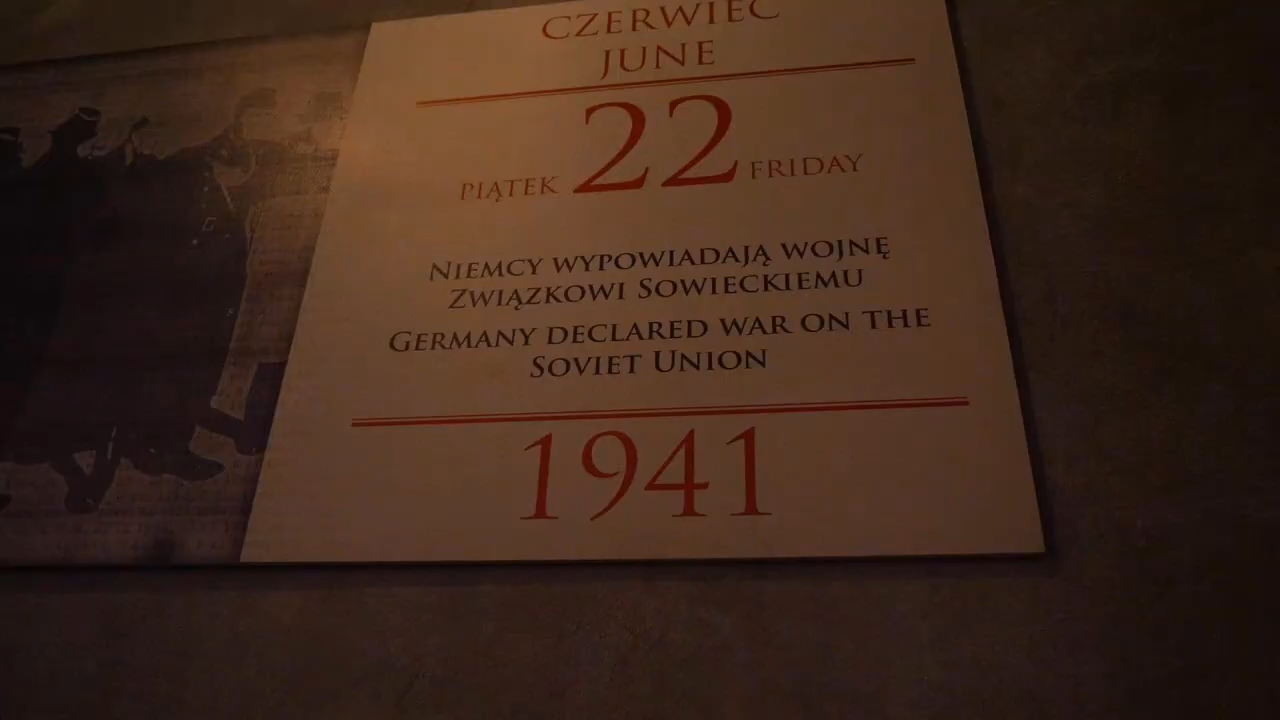 CZERWIEC
JUNE
PIĄTEK 22 FRIDAY
NIEMCY WYPOWIADAJĄ WOJNĘ
ZWIĄZKOWI SOWIECKIEMU
GERMANY DECLARED WAR ON THE
SOVIET UNION
1941